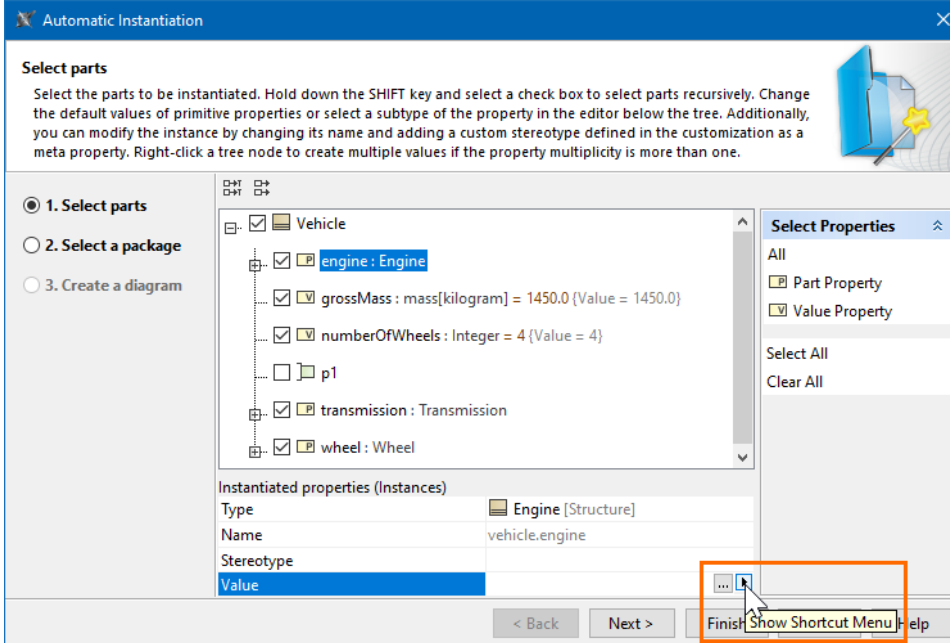 Automatic Instantiation
Select parts
Select the parts to be instantiated. Hold down the SHIFT key and select a check box to select parts recursively. Change
the default values of primitive properties or select a subtype of the property in the editor below the tree. Additionally,
you can modify the instance by changing its name and adding a custom stereotype defined in the customization as a
meta property. Right-click a tree node to create multiple values if the property multiplicity is more than one.
1. Select parts
2. Select a package
3. Create a diagram
Vehicle
P engine : Engine
V grossMass : mass[kilogram] = 1450.0 {Value = 1450.0}
V numberOfWheels : Integer = 4 {Value = 4}
p1
P transmission : Transmission
P wheel : Wheel
Select Properties
All
P Part Property
V Value Property
Select All
Clear All
Instantiated properties (Instances)
Type Engine [Structure]
Name vehicle.engine
Stereotype
Value ...
< Back Next > Finish Help
Show Shortcut Menu